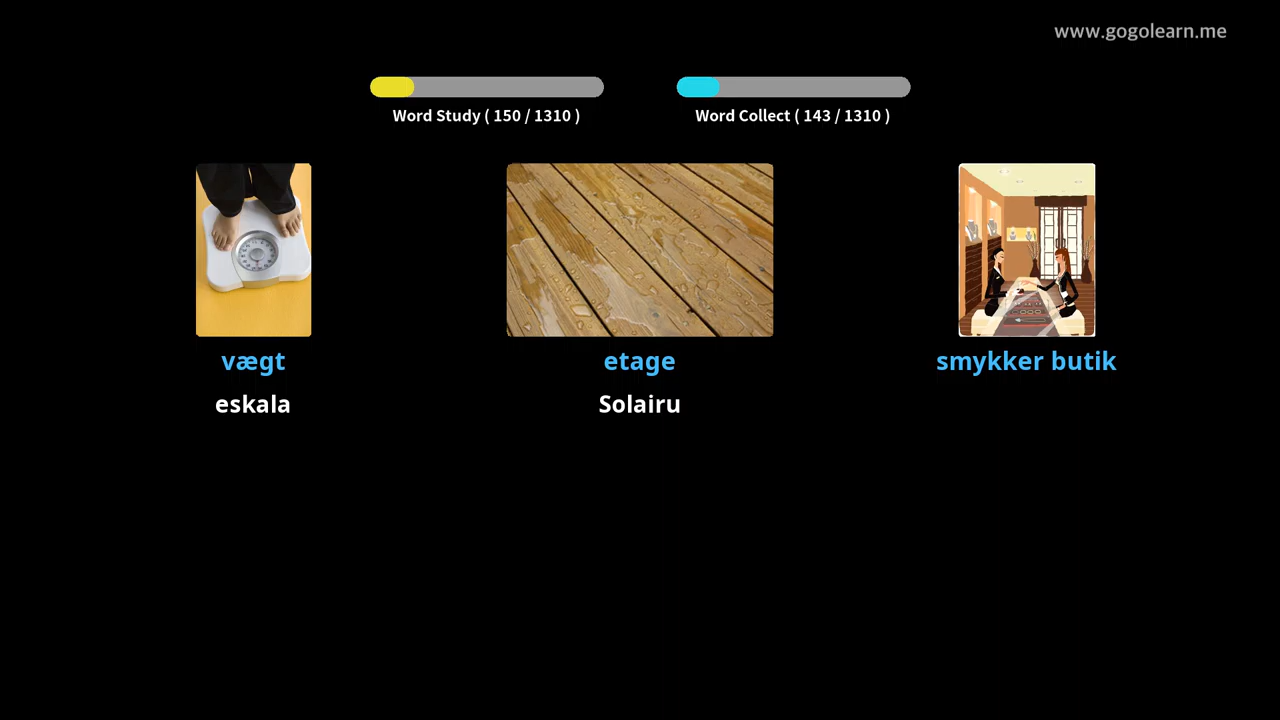 www.gogolearn.me
Word Study ( 150 / 1310 )
Word Collect ( 143 / 1310 )
vægt
etage
smykker butik
eskala
Solairu